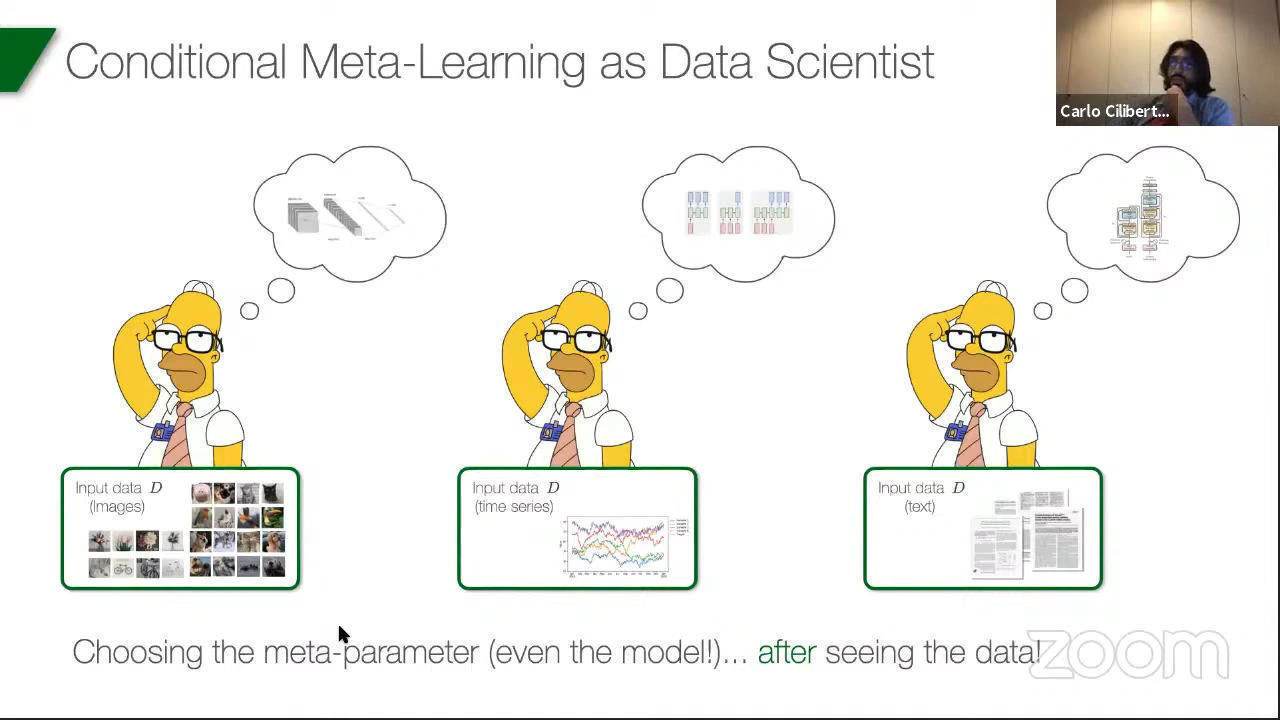 Conditional Meta-Learning as Data Scientist
Carlo Cilibert...
Input data D
(Images)
Input data D
(time series)
Input data D
(text)
Choosing the meta-parameter (even the model!)... after seeing the data!
zoom